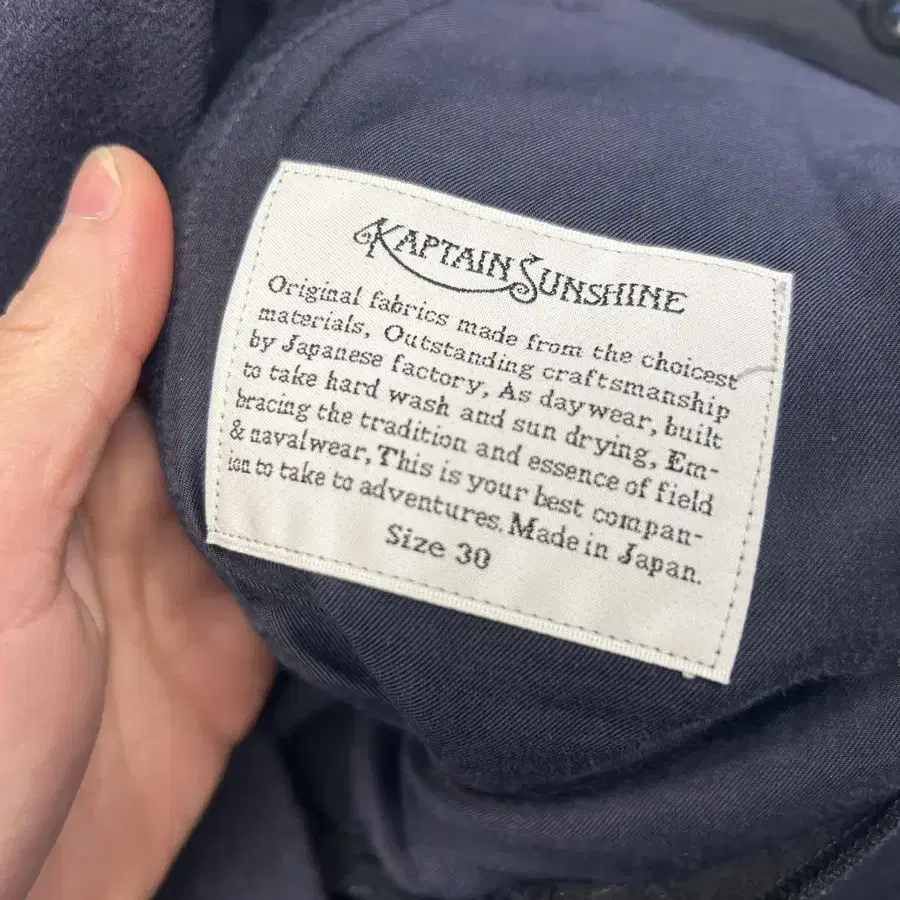 KAPTAIN SUNSHINE
Original fabrics made from the choicest
materials, Outstanding craftsmanship
by Japanese factory, As daywear, built
to take hard wash and sun drying, Em-
bracing the tradition and essence of field
& navalwear, This is your best compan-
ion to take to adventures. Made in Japan.
Size 30